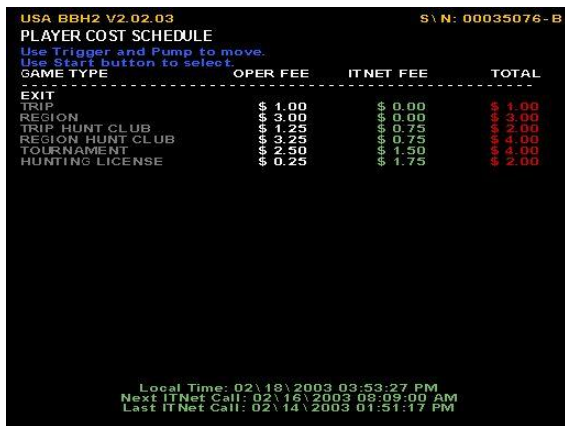 USA BBH2 V2.02.03 S\N: 00035076-B
PLAYER COST SCHEDULE
Use Trigger and Pump to move.
Use Start button to select.
GAME TYPE OPER FEE ITNET FEE TOTAL
EXIT
TRIP $ 1.00 $ 0.00 $ 1.00
REGION $ 3.00 $ 0.00 $ 3.00
TRIP HUNT CLUB $ 1.25 $ 0.75 $ 2.00
REGION HUNT CLUB $ 3.25 $ 0.75 $ 4.00
TOURNAMENT $ 2.50 $ 1.50 $ 4.00
HUNTING LICENSE $ 0.25 $ 1.75 $ 2.00
Local Time: 02\18\2003 03:53:27 PM
Next ITNet Call: 02\16\2003 08:09:00 AM
Last ITNet Call: 02\14\2003 01:51:17 PM